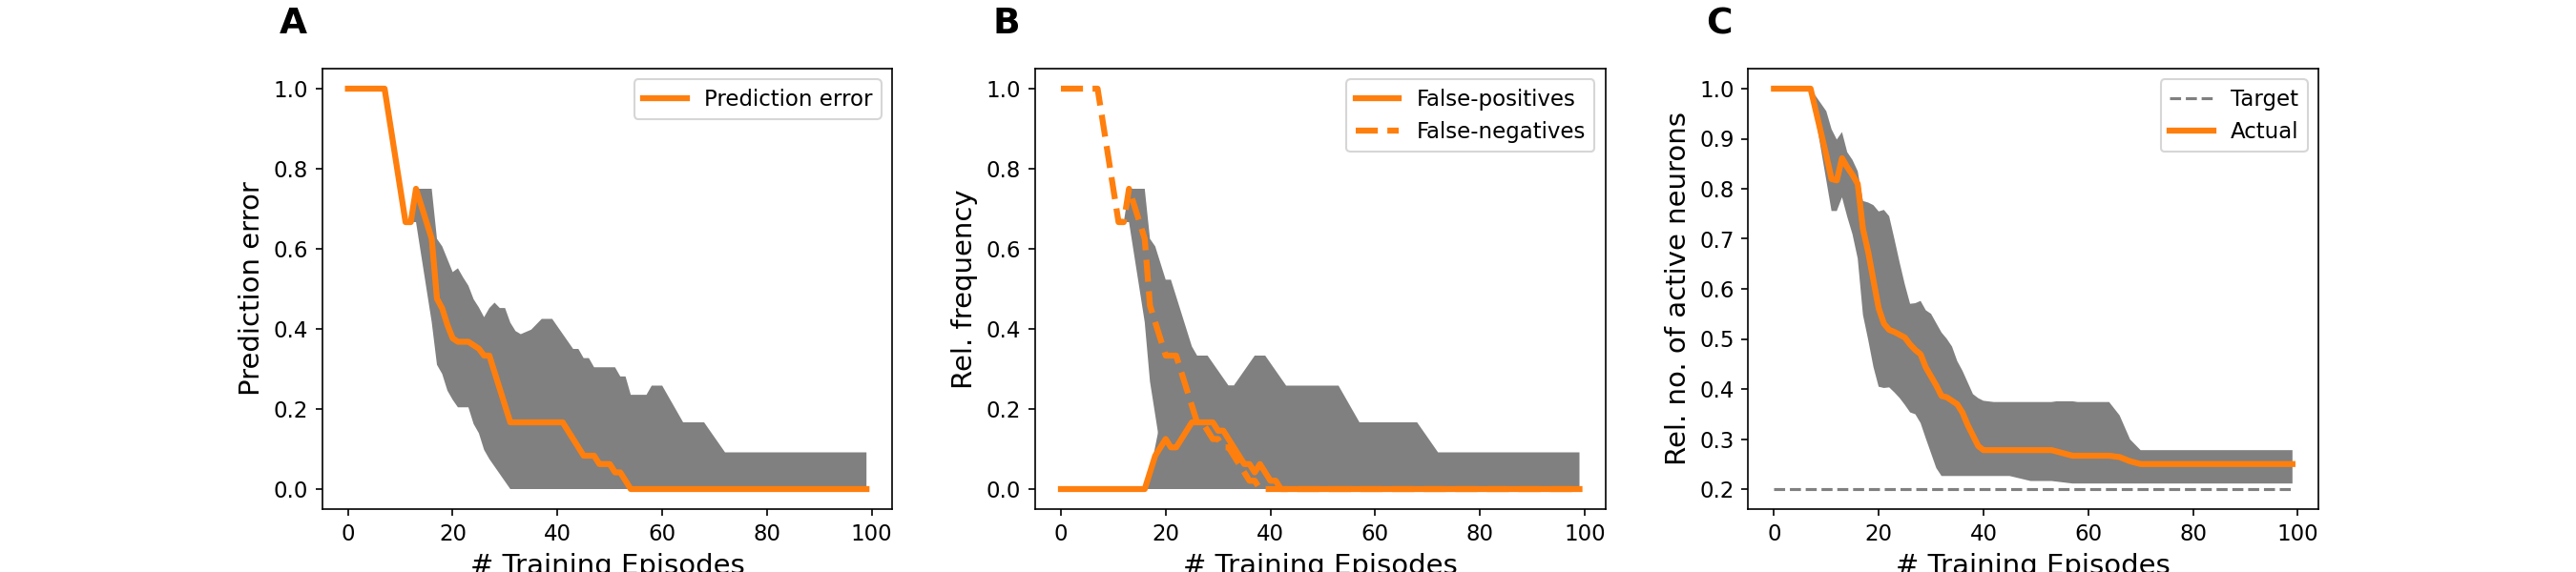 A
Prediction error
1.0
0.8
0.6
0.4
0.2
0.0
0 20 40 60 80 100
Prediction error
# Training Episodes
B
False-positives
False-negatives
1.0
0.8
0.6
0.4
0.2
0.0
0 20 40 60 80 100
Rel. frequency
# Training Episodes
C
Target
Actual
1.0
0.9
0.8
0.7
0.6
0.5
0.4
0.3
0.2
0 20 40 60 80 100
Rel. no. of active neurons
# Training Episodes